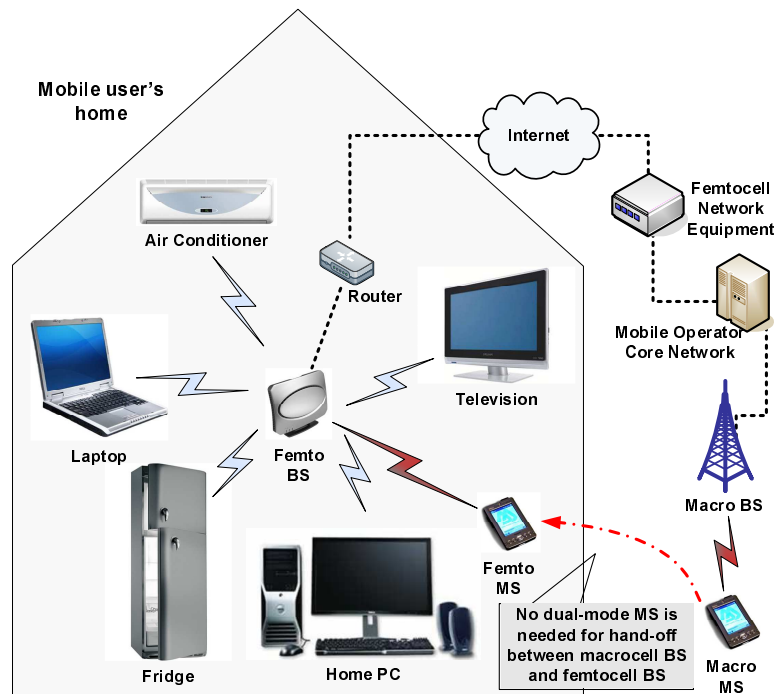 Mobile user's
home
Internet
Femtocell
Network
Equipment
Air Conditioner
Router
Mobile Operator
Core Network
Television
Laptop
Femto
BS
Macro BS
Femto
MS
No dual-mode MS is
needed for hand-off
between macrocell BS
and femtocell BS
Macro
MS
Home PC
Fridge